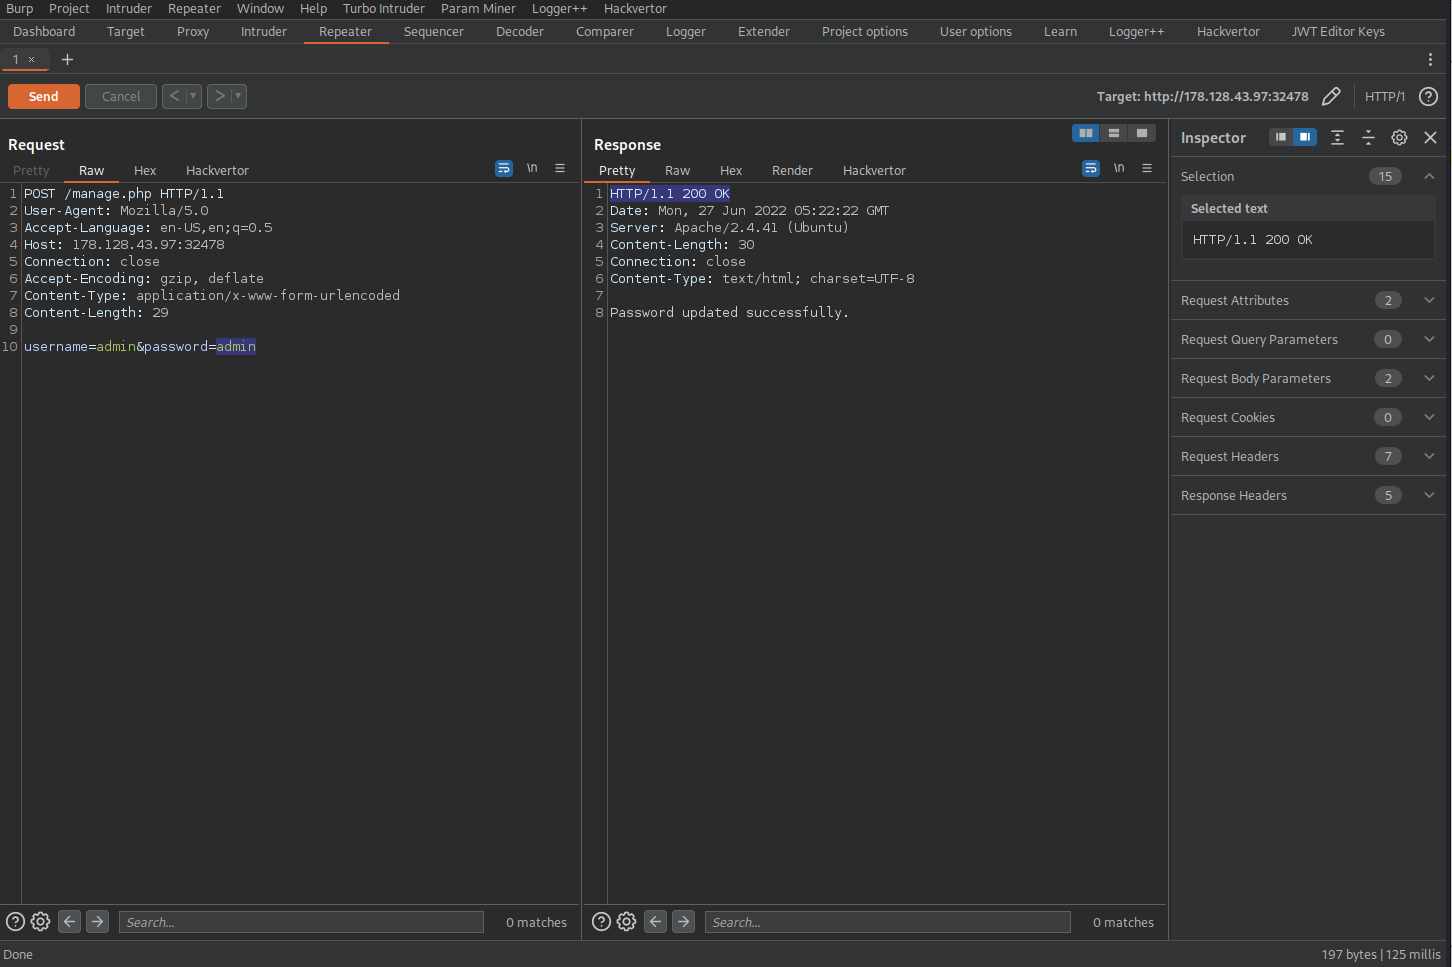 Burp Project Intruder Repeater Window Help Turbo Intruder Param Miner Logger++ Hackvertor
Dashboard Target Proxy Intruder Repeater Sequencer Decoder Comparer Logger Extender Project options User options Learn Logger++ Hackvertor JWT Editor Keys
1 × +
Send Cancel < > Target: http://178.128.43.97:32478 HTTP/1 ?
Request
Pretty Raw Hex Hackvertor \n
1 POST /manage.php HTTP/1.1
2 User-Agent: Mozilla/5.0
3 Accept-Language: en-US,en;q=0.5
4 Host: 178.128.43.97:32478
5 Connection: close
6 Accept-Encoding: gzip, deflate
7 Content-Type: application/x-www-form-urlencoded
8 Content-Length: 29
9
10 username=admin&password=admin
? Search... 0 matches
Response
Pretty Raw Hex Render Hackvertor \n
1 HTTP/1.1 200 OK
2 Date: Mon, 27 Jun 2022 05:22:22 GMT
3 Server: Apache/2.4.41 (Ubuntu)
4 Content-Length: 30
5 Connection: close
6 Content-Type: text/html; charset=UTF-8
7
8 Password updated successfully.
? Search... 0 matches
Inspector
Selection 15
Selected text
HTTP/1.1 200 OK
Request Attributes 2
Request Query Parameters 0
Request Body Parameters 2
Request Cookies 0
Request Headers 7
Response Headers 5
Done 197 bytes | 125 millis